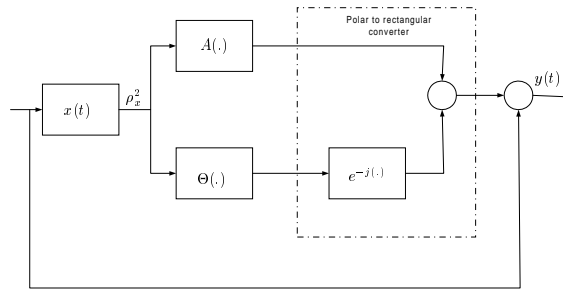 Polar to rectangular
converter
A(.)
y(t)
x(t)
ρ_x^2
Θ(.)
e^{-j(.)}